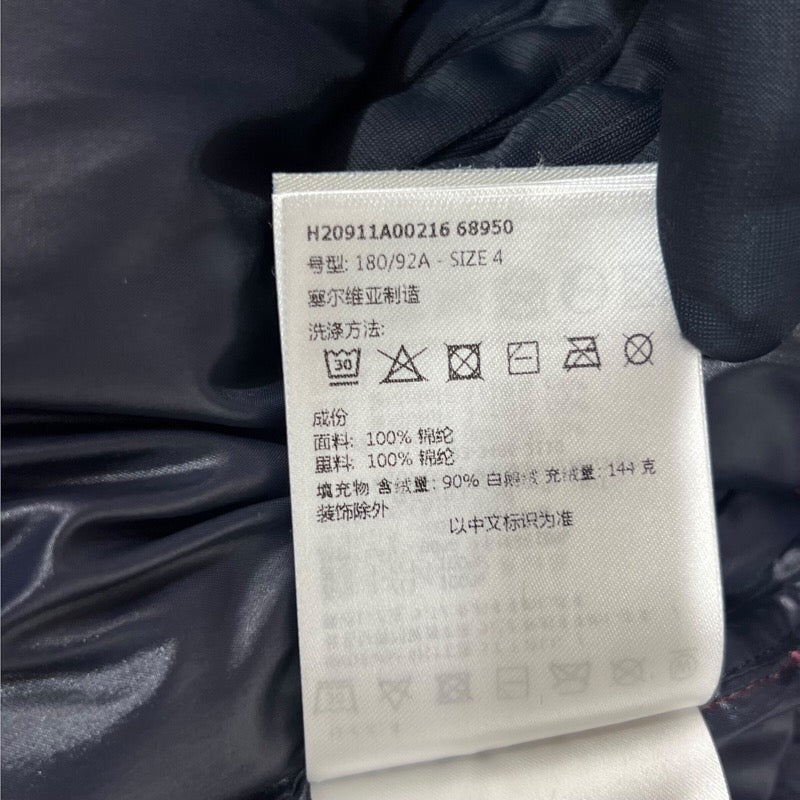 H20911A00216 68950
号型: 180/92A - SIZE 4
塞尔维亚制造
洗涤方法:
30
成份
面料: 100% 锦纶
里料: 100% 锦纶
填充物 含绒量: 90% 白鹅绒 充绒量: 144 克
装饰除外
以中文标识为准